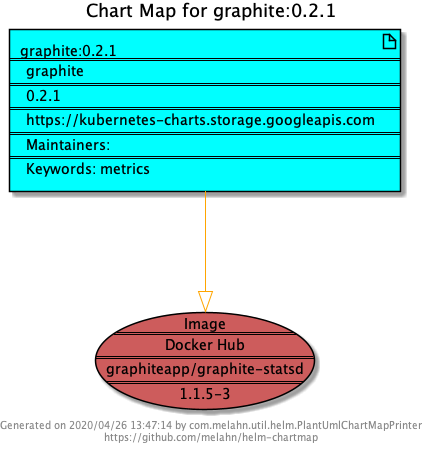 Chart Map for graphite:0.2.1
graphite:0.2.1
graphite
0.2.1
https://kubernetes-charts.storage.googleapis.com
Maintainers:
Keywords: metrics
Image
Docker Hub
graphiteapp/graphite-statsd
1.1.5-3
Generated on 2020/04/26 13:47:14 by com.melahn.util.helm.PlantUmlChartMapPrinter
https://github.com/melahn/helm-chartmap